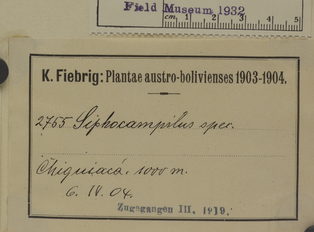 Field Museum 1932
cm 1 2 3 4 5
K. Fiebrig: Plantae austro-bolivienses 1903-1904.
2755 Siphocampilus spec.
Chiquiacá. 1000 m.
6. IV. 04.
Zugegangen III. 1919.